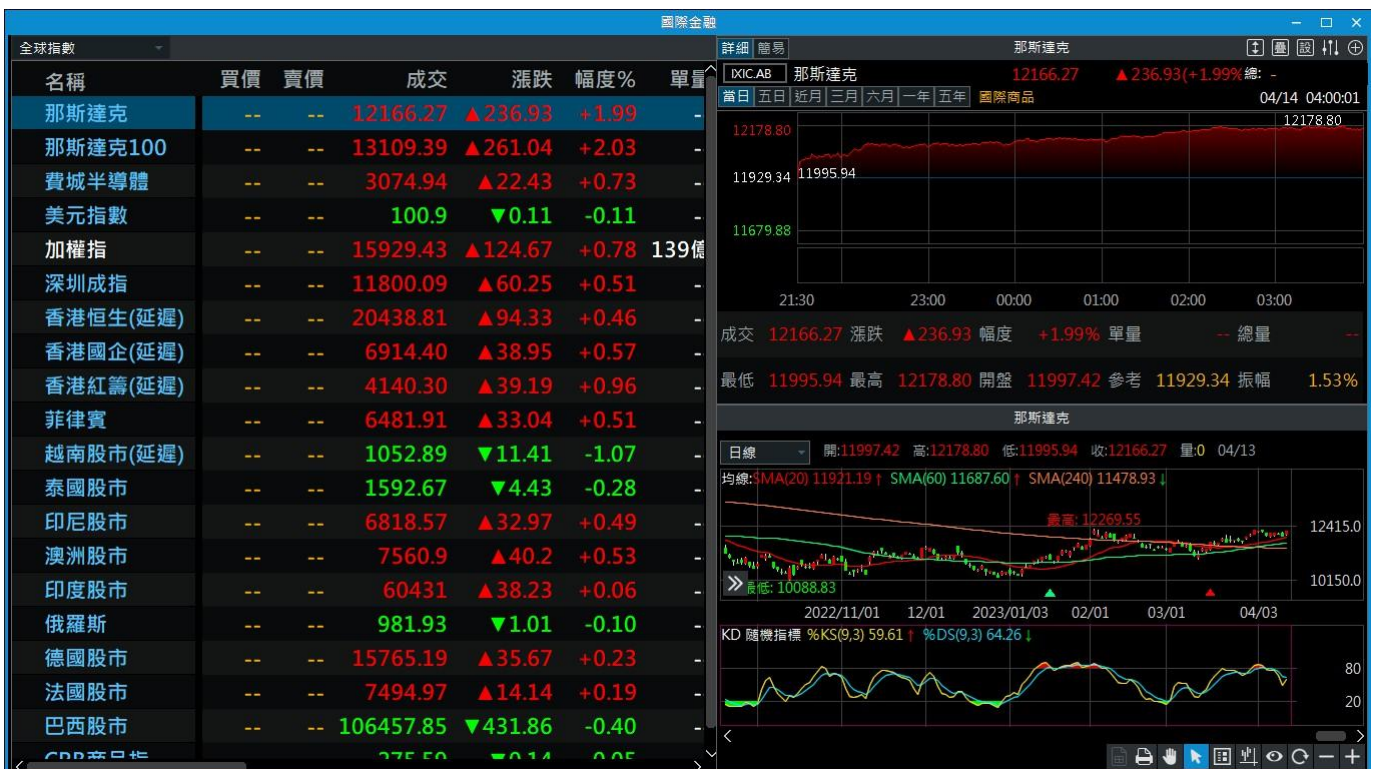 國際金融
全球指數
名稱 買價 賣價 成交 漲跌 幅度% 單量
那斯達克 -- -- 12166.27 ▲236.93 +1.99 -
那斯達克100 -- -- 13109.39 ▲261.04 +2.03 -
費城半導體 -- -- 3074.94 ▲22.43 +0.73 -
美元指數 -- -- 100.9 ▼0.11 -0.11 -
加權指 -- -- 15929.43 ▲124.67 +0.78 139億
深圳成指 -- -- 11800.09 ▲60.25 +0.51 -
香港恒生(延遲) -- -- 20438.81 ▲94.33 +0.46 -
香港國企(延遲) -- -- 6914.40 ▲38.95 +0.57 -
香港紅籌(延遲) -- -- 4140.30 ▲39.19 +0.96 -
菲律賓 -- -- 6481.91 ▲33.04 +0.51 -
越南股市(延遲) -- -- 1052.89 ▼11.41 -1.07 -
泰國股市 -- -- 1592.67 ▼4.43 -0.28 -
印尼股市 -- -- 6818.57 ▲32.97 +0.49 -
澳洲股市 -- -- 7560.9 ▲40.2 +0.53 -
印度股市 -- -- 60431 ▲38.23 +0.06 -
俄羅斯 -- -- 981.93 ▼1.01 -0.10 -
德國股市 -- -- 15765.19 ▲35.67 +0.23 -
法國股市 -- -- 7494.97 ▲14.14 +0.19 -
巴西股市 -- -- 106457.85 ▼431.86 -0.40 -
詳細 簡易 那斯達克 疊 設
IXIC.AB 那斯達克 12166.27 ▲236.93(+1.99%) 總: -
當日 五日 近月 三月 六月 一年 五年 國際商品 04/14 04:00:01
12178.80
12178.80
11995.94
11929.34
11679.88
21:30 23:00 00:00 01:00 02:00 03:00
成交 12166.27 漲跌 ▲236.93 幅度 +1.99% 單量 -- 總量 --
最低 11995.94 最高 12178.80 開盤 11997.42 參考 11929.34 振幅 1.53%
那斯達克
日線 開:11997.42 高:12178.80 低:11995.94 收:12166.27 量:0 04/13
均線:SMA(20) 11921.19↑ SMA(60) 11687.60↑ SMA(240) 11478.93↓
最高: 12269.55
12415.0
10150.0
最低: 10088.83
2022/11/01 12/01 2023/01/03 02/01 03/01 04/03
KD 隨機指標 %KS(9,3) 59.61↑ %DS(9,3) 64.26↓
80
20